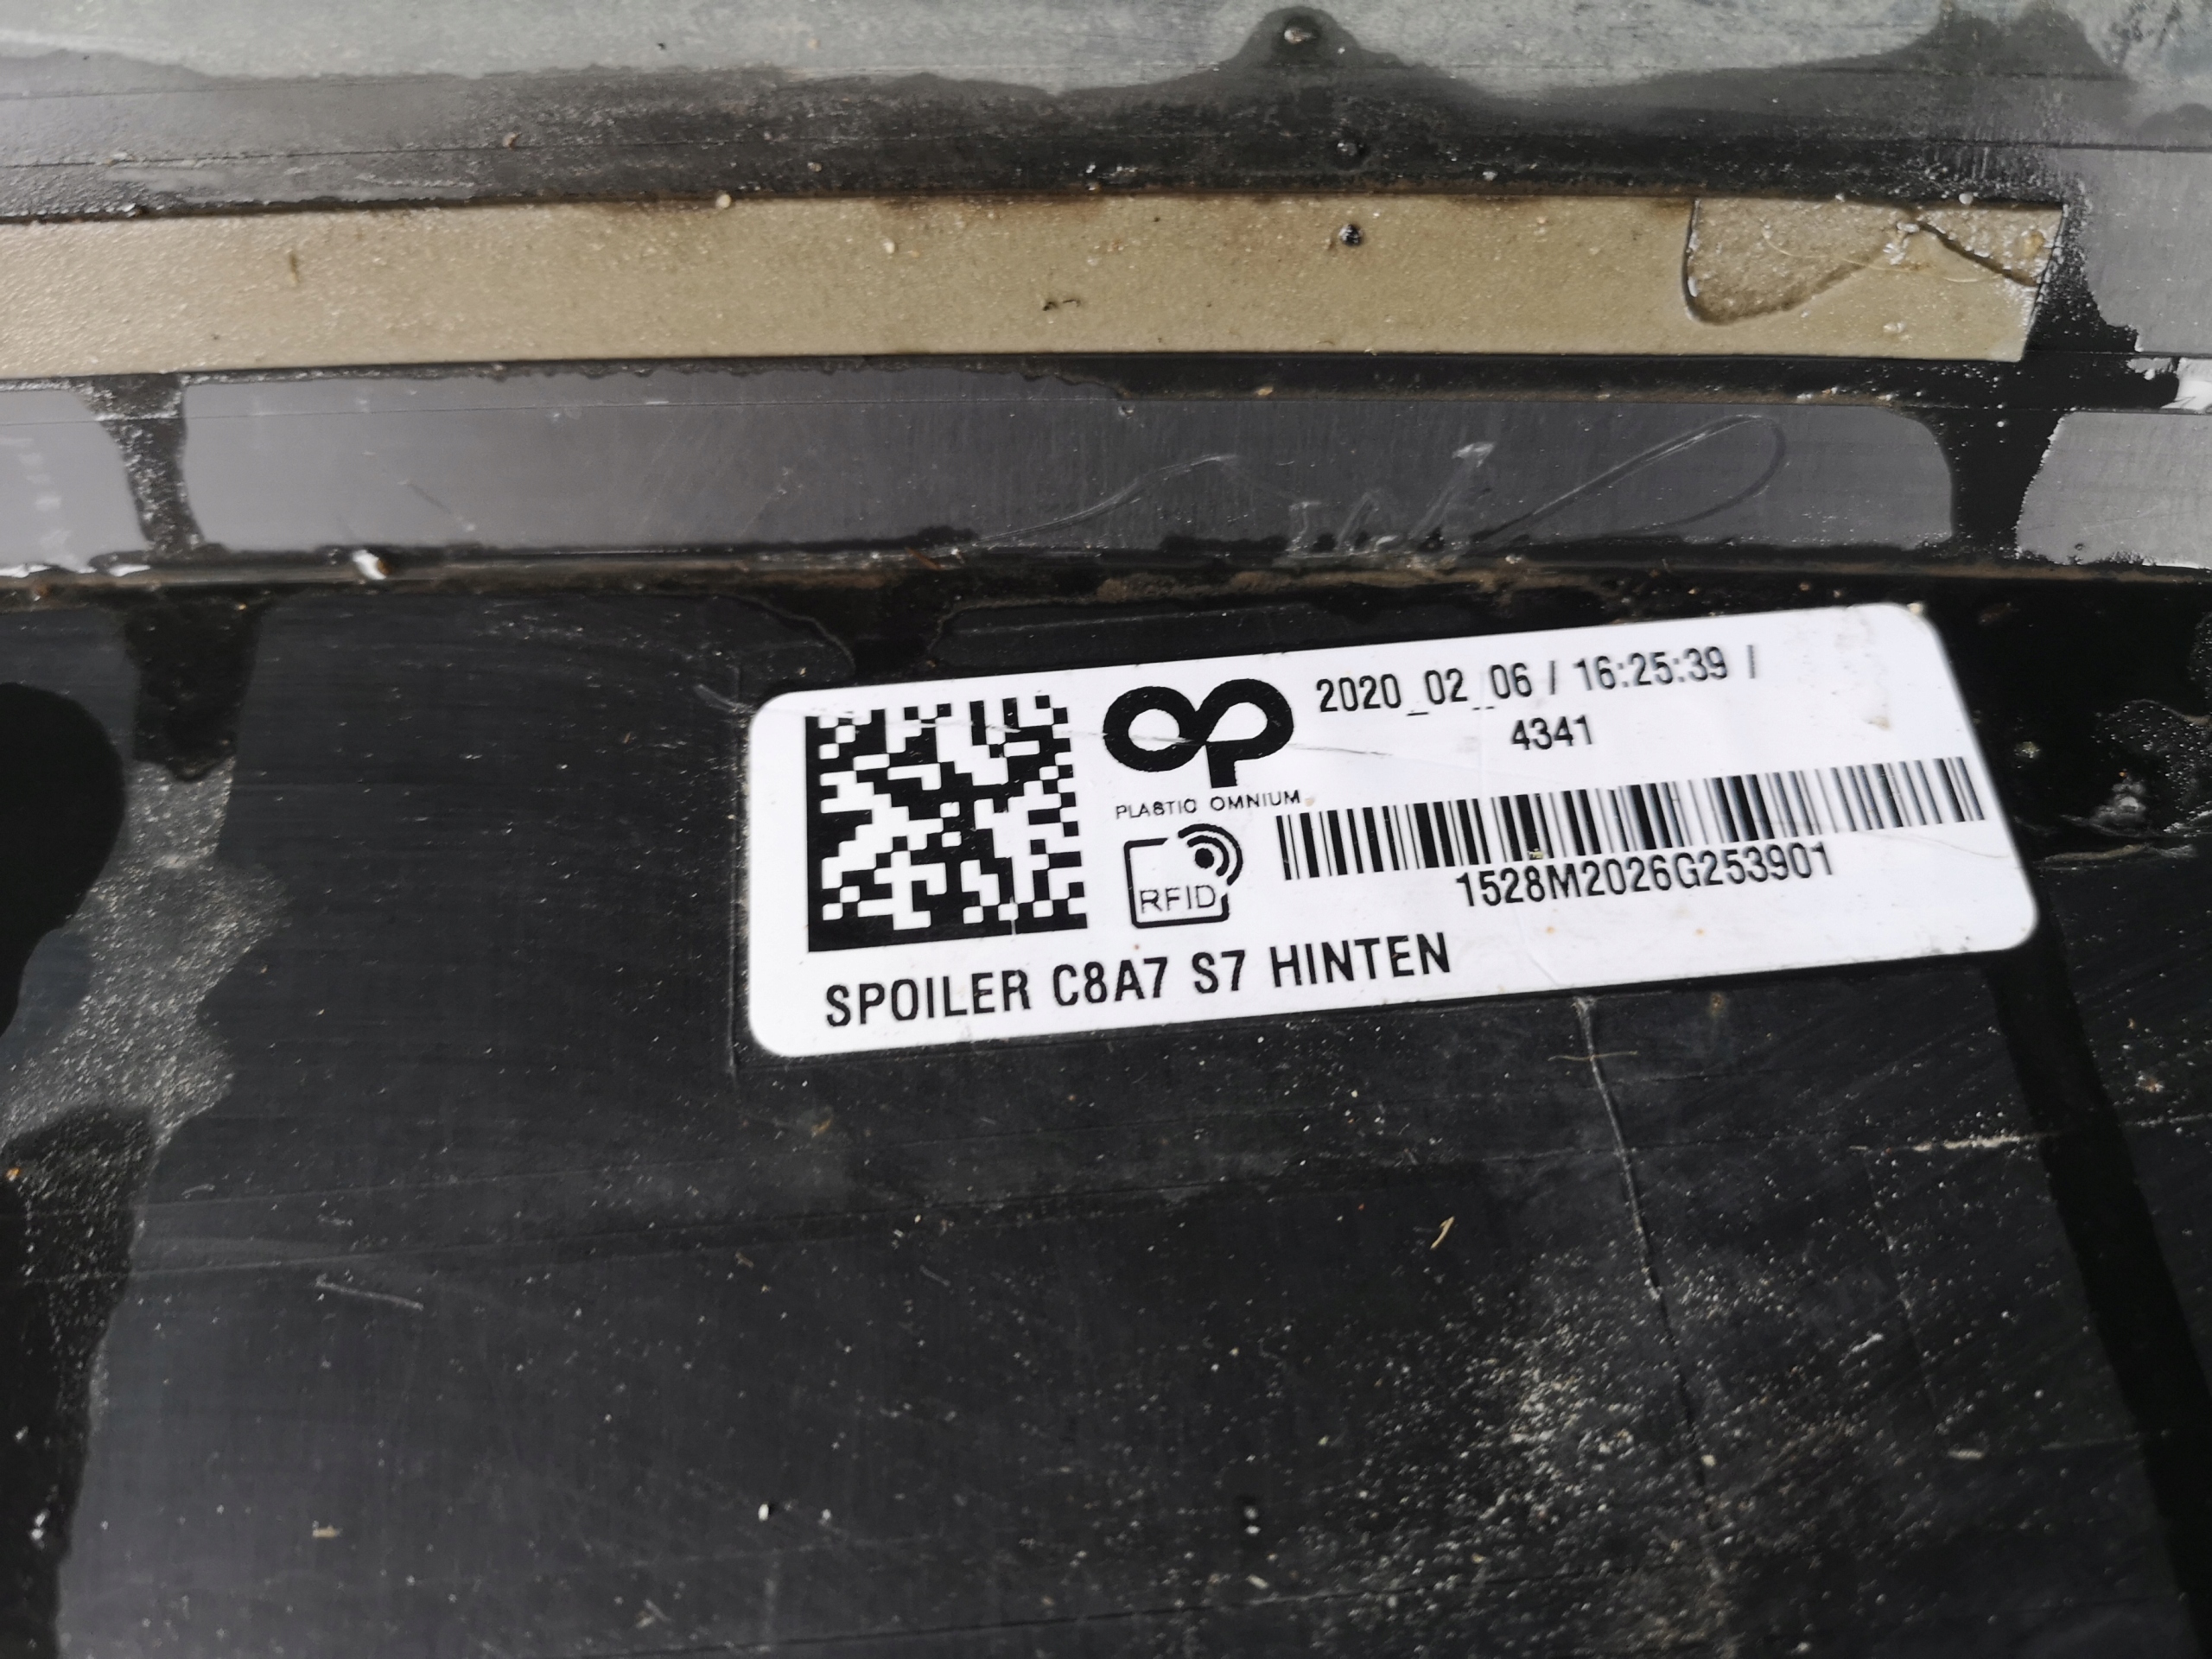 2020_02_06 / 16:25:39 /
4341
PLASTIC OMNIUM
RFID
1528M2026G253901
SPOILER C8A7 S7 HINTEN